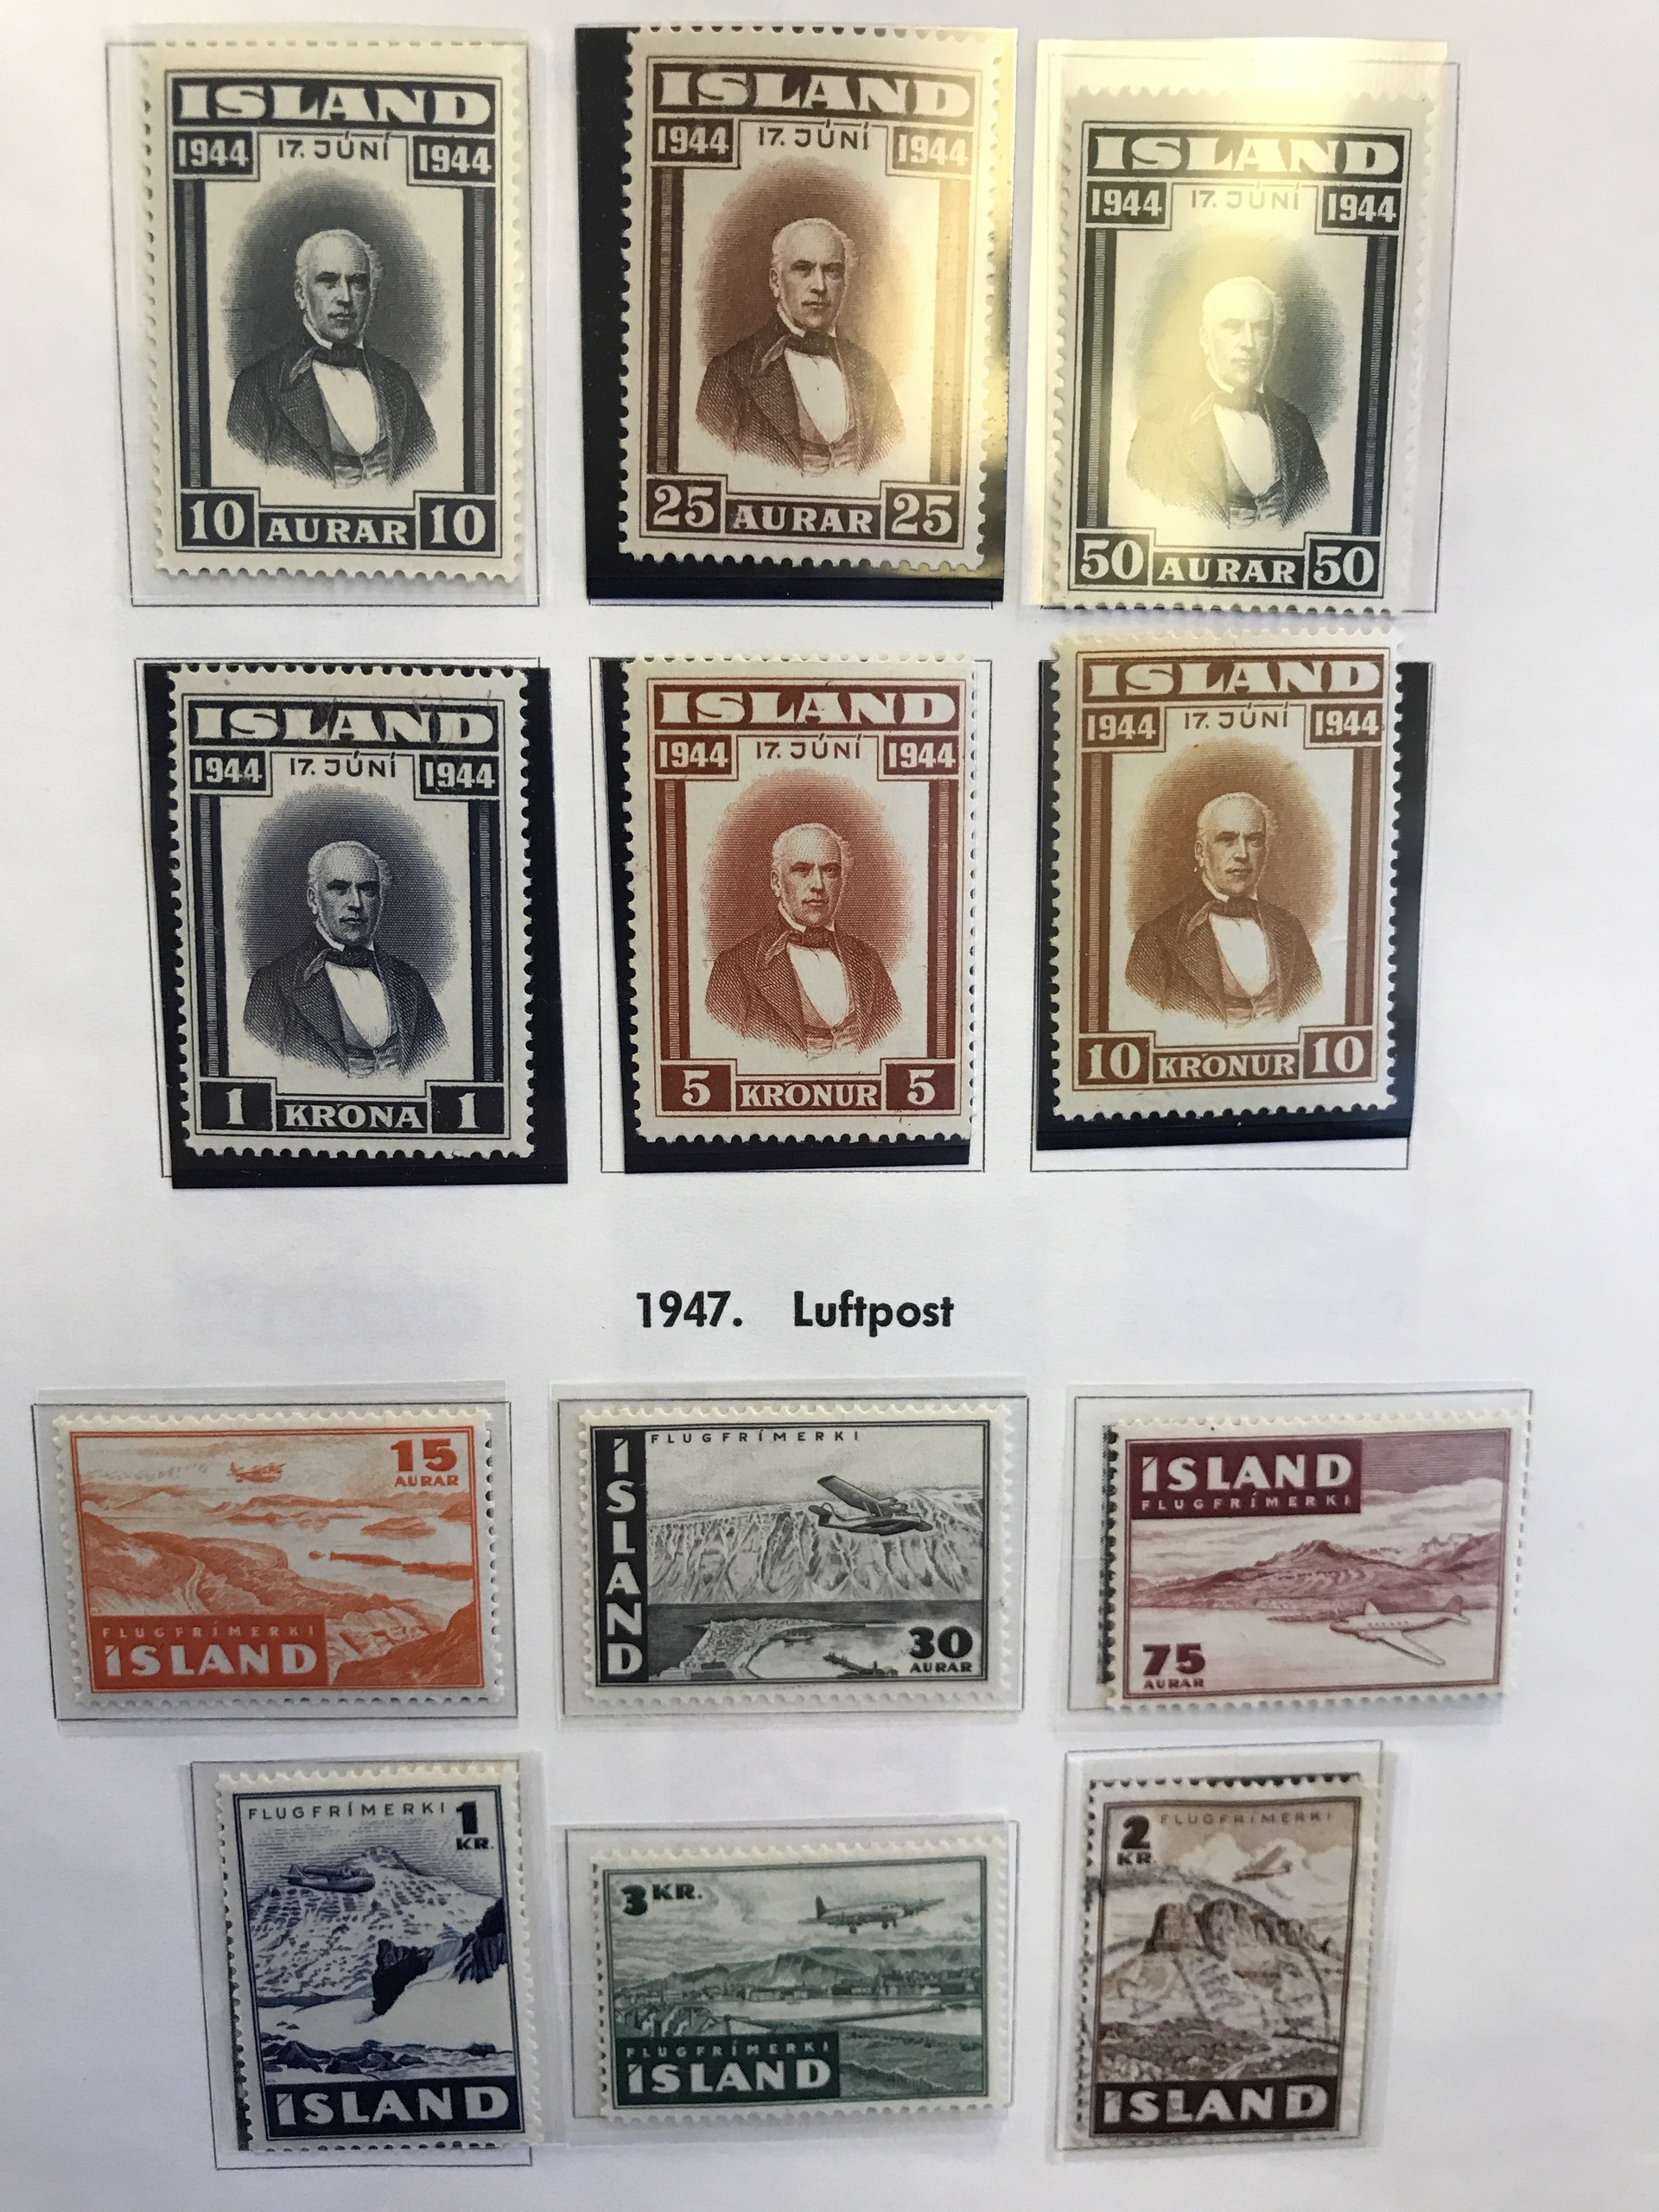 ISLAND
1944 17. JÚNÍ 1944
10 AURAR 10
ISLAND
1944 17. JÚNÍ 1944
25 AURAR 25
ISLAND
1944 17. JÚNÍ 1944
50 AURAR 50
ISLAND
1944 17. JÚNÍ 1944
1 KRÓNA 1
ISLAND
1944 17. JÚNÍ 1944
5 KRÓNUR 5
ISLAND
1944 17. JÚNÍ 1944
10 KRÓNUR 10
1947. Luftpost
15
AURAR
FLUGFRÍMERKI
ÍSLAND
ÍSLAND
FLUGFRÍMERKI
30
AURAR
ÍSLAND
FLUGFRÍMERKI
75
AURAR
FLUGFRÍMERKI 1
KR.
ÍSLAND
3 KR.
FLUGFRÍMERKI
ÍSLAND
2 FLUGFRÍMERKI
KR
ÍSLAND